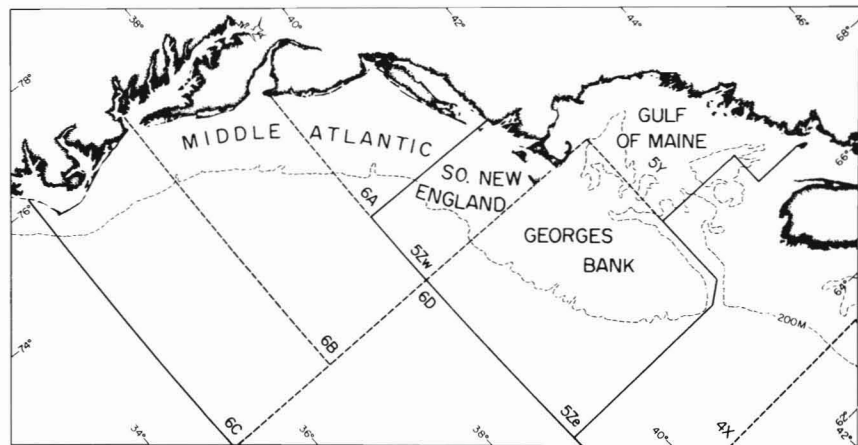 38°
40°
42°
44°
46°
68°
78°
GULF
OF MAINE
5Y
MIDDLE ATLANTIC
66°
SO. NEW
ENGLAND
6A
76°
GEORGES
BANK
5Zw
6D
64°
200M
74°
6B
62°
6C
5Ze
4X
34°
36°
38°
40°
42°